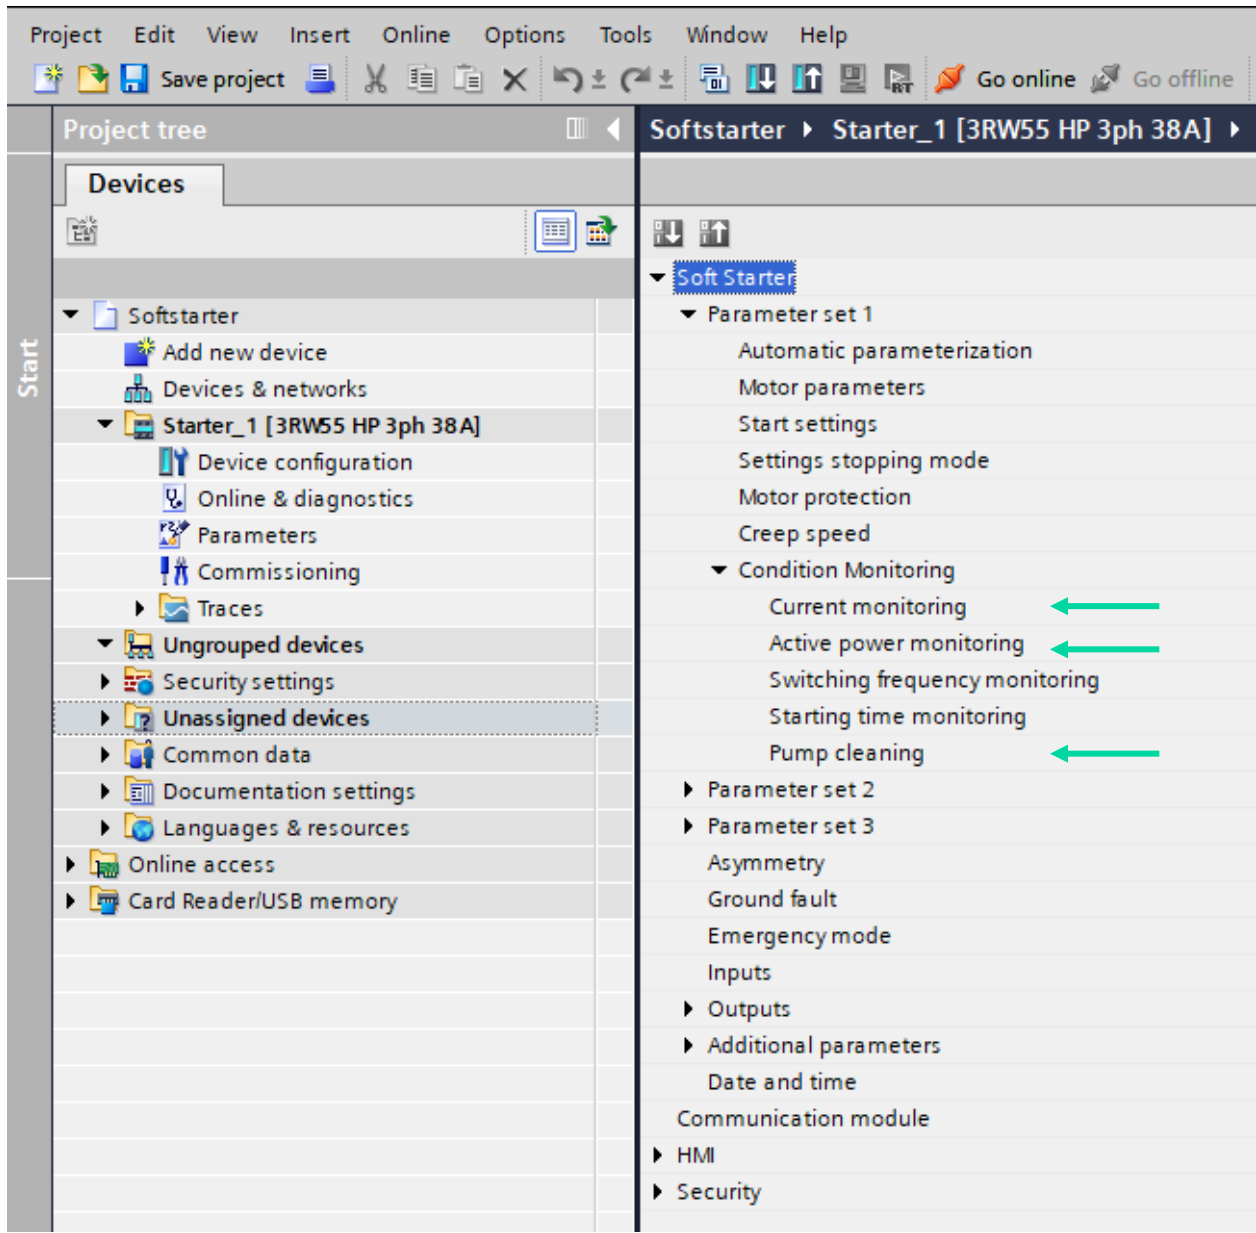 Project Edit View Insert Online Options Tools Window Help
Save project Go online Go offline
Project tree
Softstarter Starter_1 [3RW55 HP 3ph 38A]
Devices
Start
Softstarter
Add new device
Devices & networks
Starter_1 [3RW55 HP 3ph 38A]
Device configuration
Online & diagnostics
Parameters
Commissioning
Traces
Ungrouped devices
Security settings
Unassigned devices
Common data
Documentation settings
Languages & resources
Online access
Card Reader/USB memory
Soft Starter
Parameter set 1
Automatic parameterization
Motor parameters
Start settings
Settings stopping mode
Motor protection
Creep speed
Condition Monitoring
Current monitoring
Active power monitoring
Switching frequency monitoring
Starting time monitoring
Pump cleaning
Parameter set 2
Parameter set 3
Asymmetry
Ground fault
Emergency mode
Inputs
Outputs
Additional parameters
Date and time
Communication module
HMI
Security